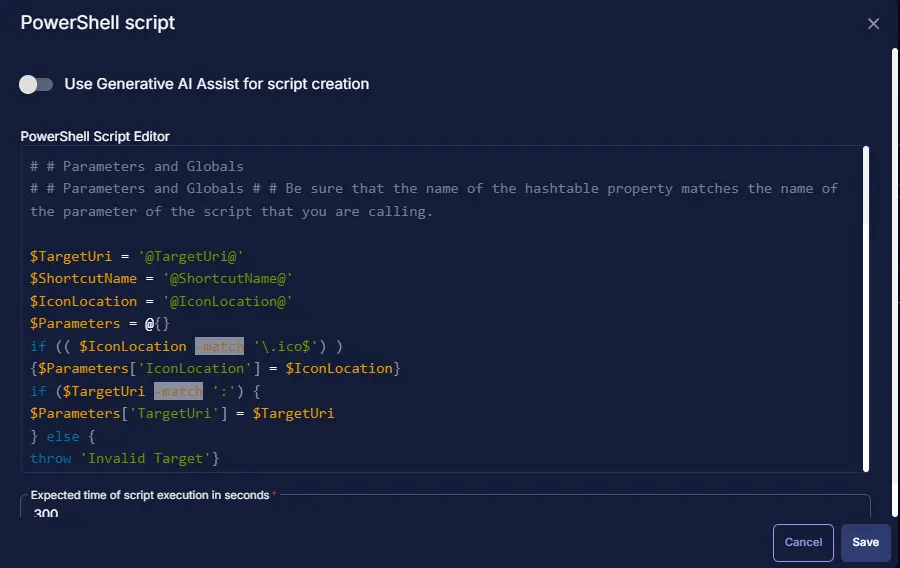 PowerShell script
Use Generative AI Assist for script creation
PowerShell Script Editor
# # Parameters and Globals
# # Parameters and Globals # # Be sure that the name of the hashtable property matches the name of
the parameter of the script that you are calling.
$TargetUri = '@TargetUri@'
$ShortcutName = '@ShortcutName@'
$IconLocation = '@IconLocation@'
$Parameters = @{}
if (( $IconLocation -match '\.ico$') )
{$Parameters['IconLocation'] = $IconLocation}
if ($TargetUri -match ':') {
$Parameters['TargetUri'] = $TargetUri
} else {
throw 'Invalid Target'}
Expected time of script execution in seconds *
300
Cancel Save